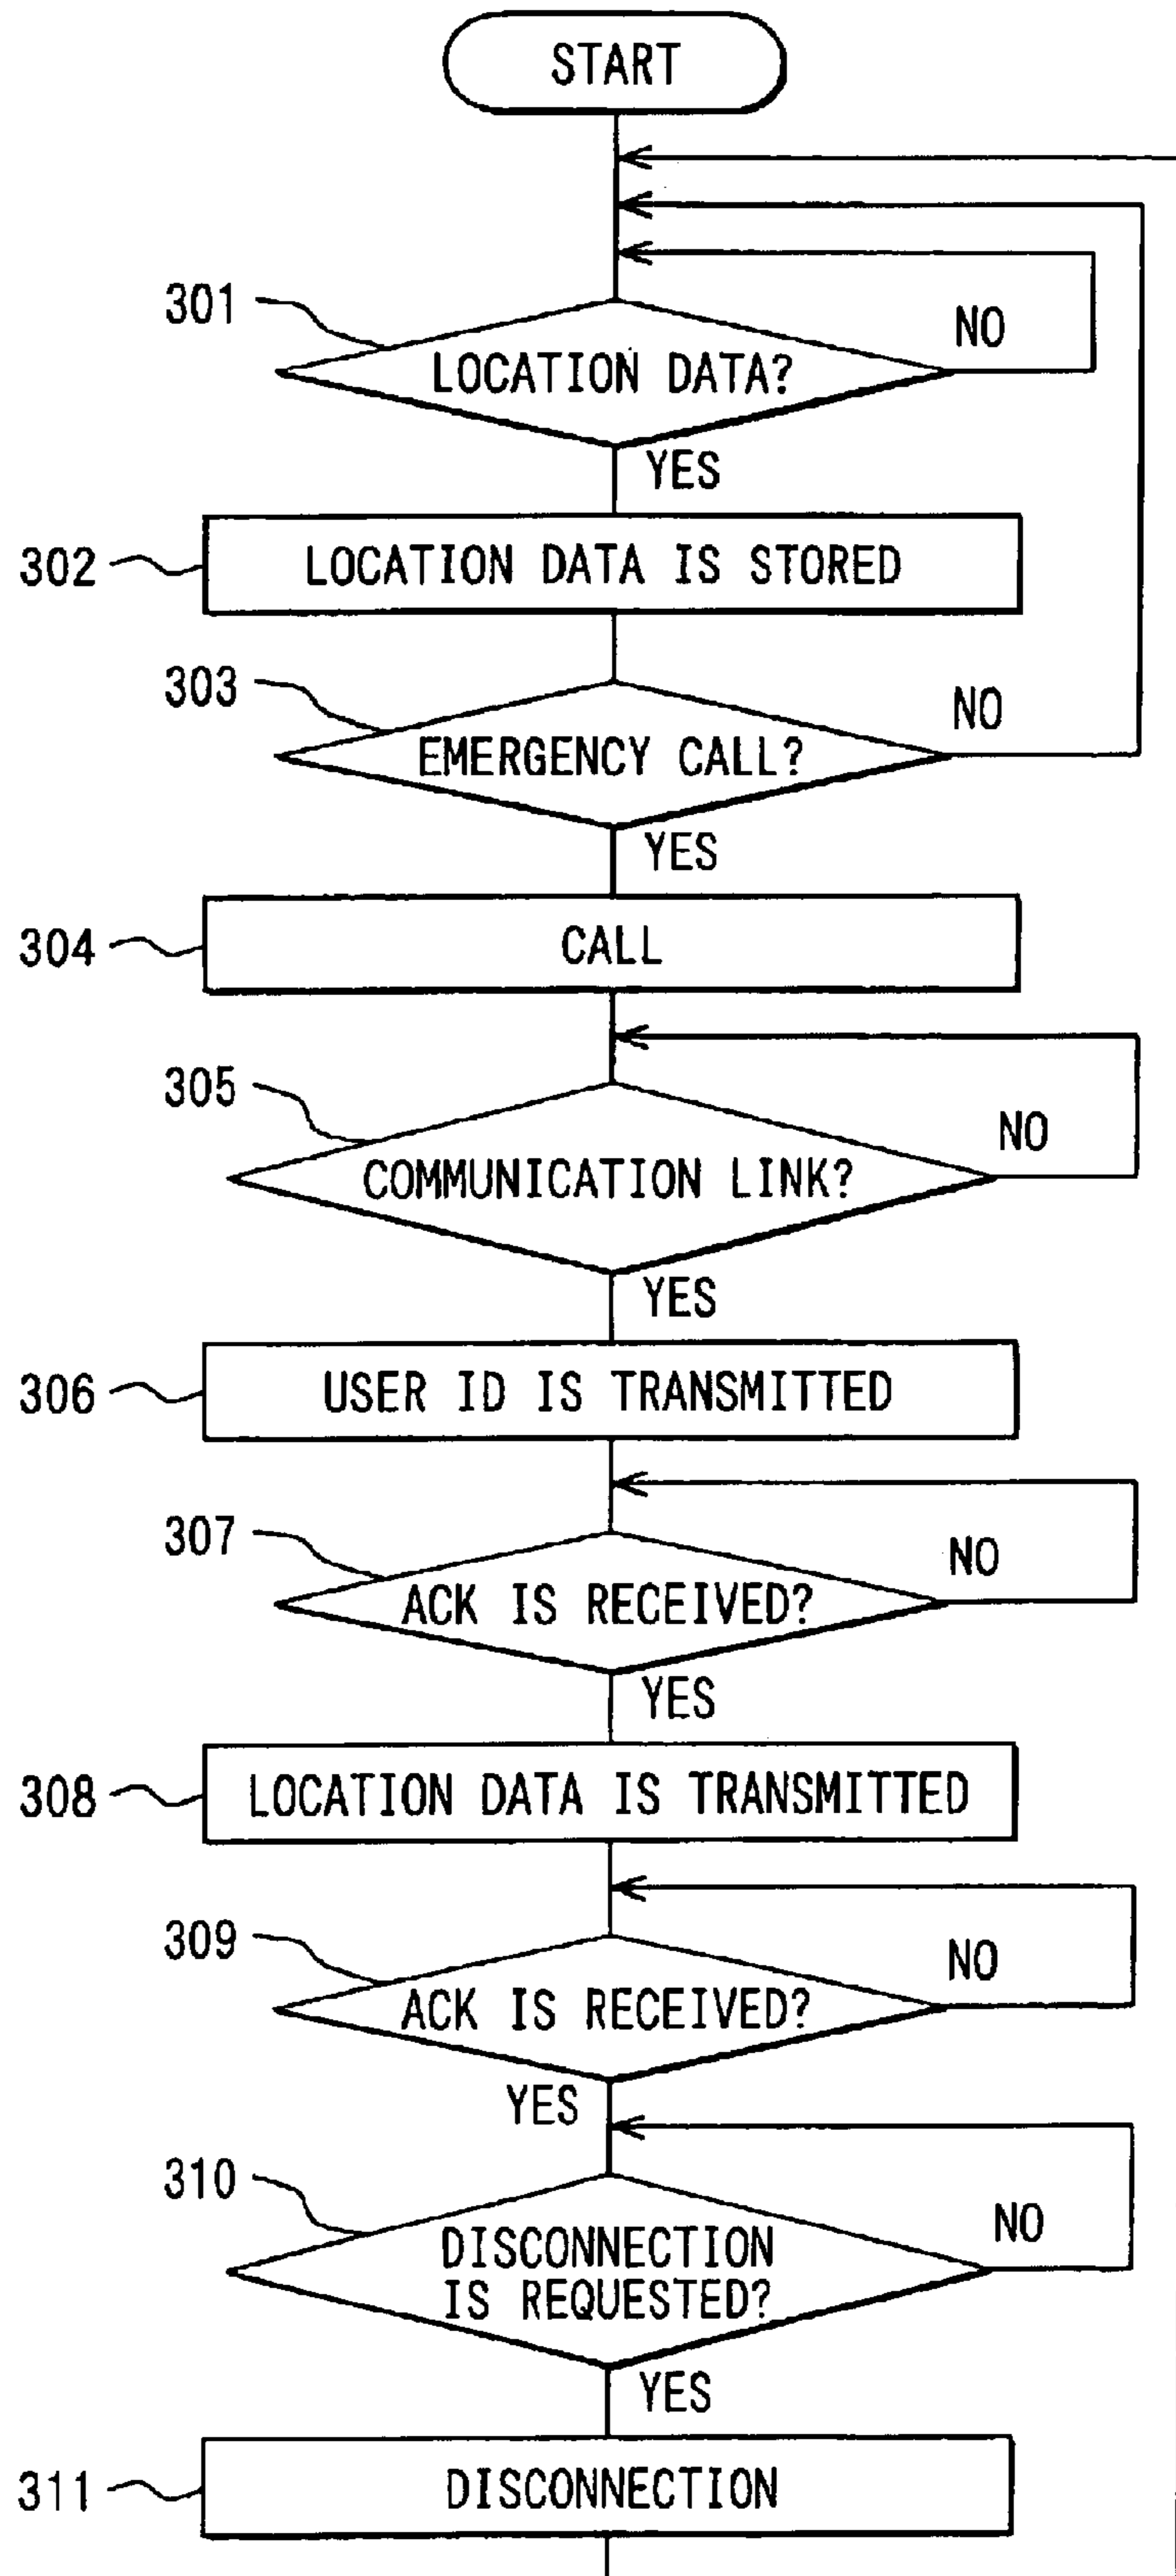 START
301
LOCATION DATA?
NO
YES
302
LOCATION DATA IS STORED
303
EMERGENCY CALL?
NO
YES
304
CALL
305
COMMUNICATION LINK?
NO
YES
306
USER ID IS TRANSMITTED
307
ACK IS RECEIVED?
NO
YES
308
LOCATION DATA IS TRANSMITTED
309
ACK IS RECEIVED?
NO
YES
310
DISCONNECTION
IS REQUESTED?
NO
YES
311
DISCONNECTION